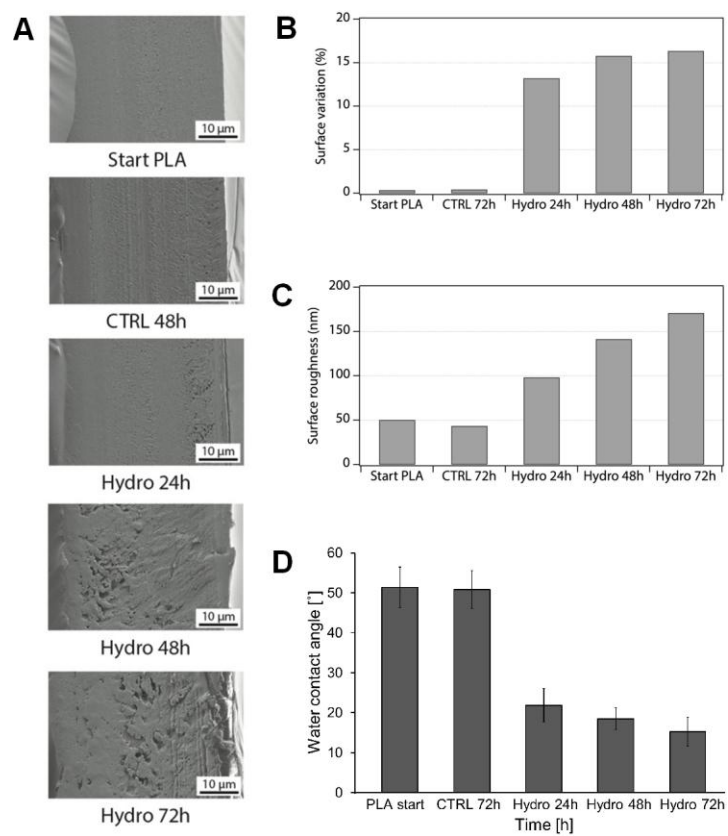 A
10 µm
Start PLA
10 µm
CTRL 48h
10 µm
Hydro 24h
10 µm
Hydro 48h
10 µm
Hydro 72h
B
Surface variation (%)
20
15
10
5
0
Start PLA CTRL 72h Hydro 24h Hydro 48h Hydro 72h
C
Surface roughness (nm)
200
150
100
50
0
Start PLA CTRL 72h Hydro 24h Hydro 48h Hydro 72h
D
Water contact angle [°]
60
50
40
30
20
10
0
PLA start CTRL 72h Hydro 24h Hydro 48h Hydro 72h
Time [h]